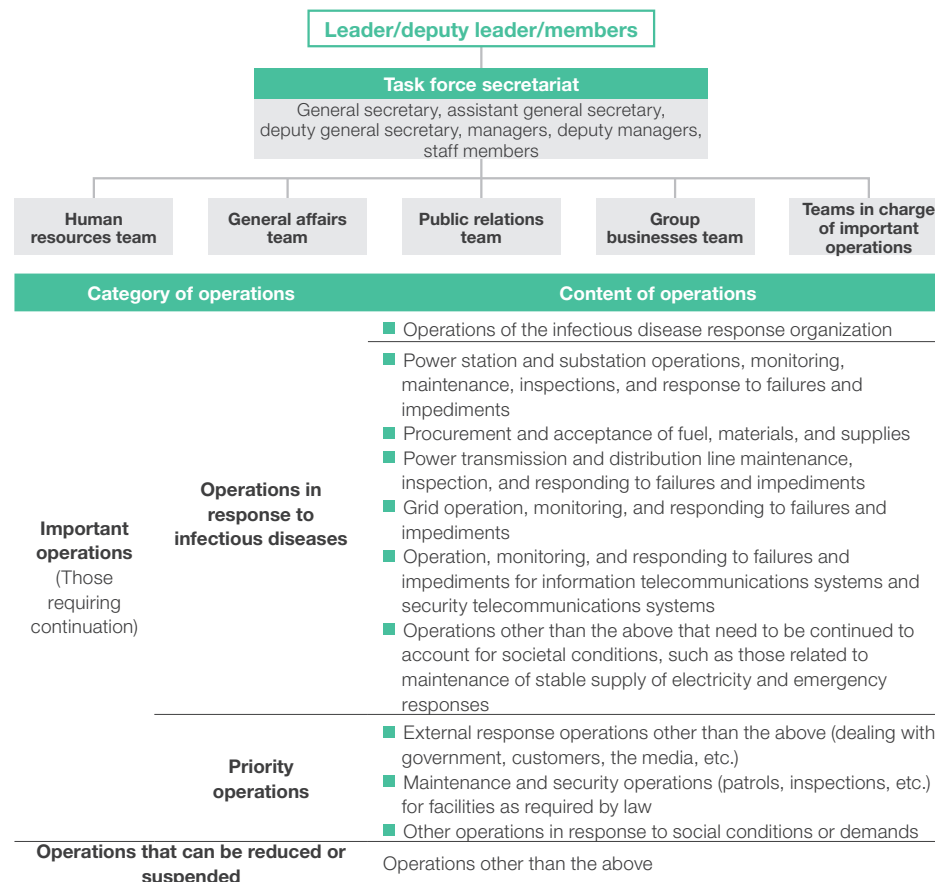 Leader/deputy leader/members
Task force secretariat
General secretary, assistant general secretary,
deputy general secretary, managers, deputy managers,
staff members
Human
resources team
General affairs
team
Public relations
team
Group
businesses team
Teams in charge
of important
operations
Category of operations
Content of operations
Important
operations
(Those
requiring
continuation)
Operations in
response to
infectious diseases
■ Operations of the infectious disease response organization
■ Power station and substation operations, monitoring,
maintenance, inspections, and response to failures and
impediments
■ Procurement and acceptance of fuel, materials, and supplies
■ Power transmission and distribution line maintenance,
inspection, and responding to failures and impediments
■ Grid operation, monitoring, and responding to failures and
impediments
■ Operation, monitoring, and responding to failures and
impediments for information telecommunications systems and
security telecommunications systems
■ Operations other than the above that need to be continued to
account for societal conditions, such as those related to
maintenance of stable supply of electricity and emergency
responses
Priority
operations
■ External response operations other than the above (dealing with
government, customers, the media, etc.)
■ Maintenance and security operations (patrols, inspections, etc.)
for facilities as required by law
■ Other operations in response to social conditions or demands
Operations that can be reduced or
suspended
Operations other than the above